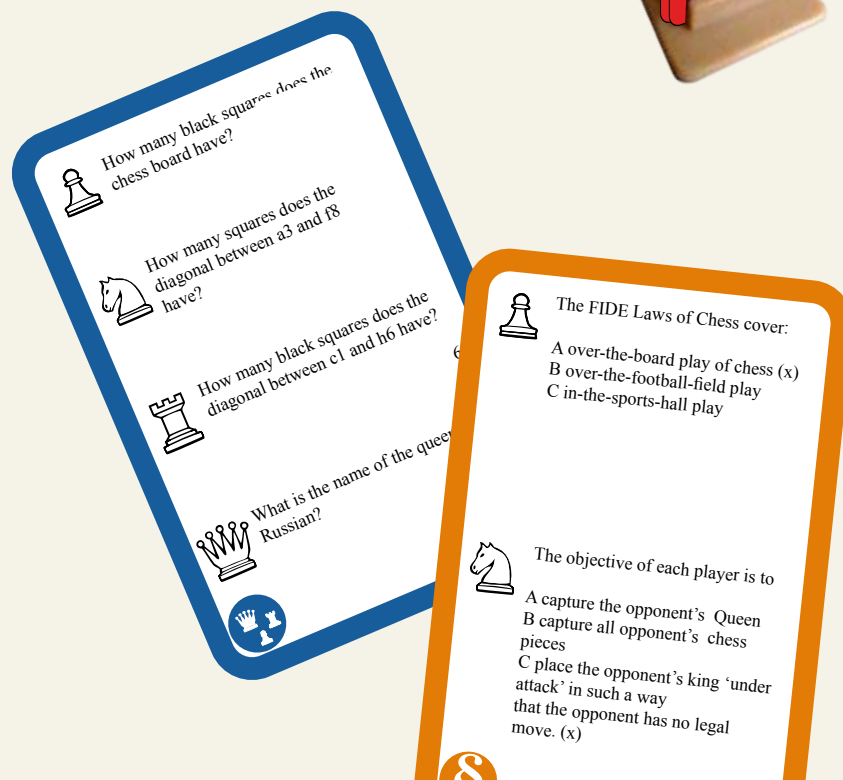 How many black squares does the
chess board have?
How many squares does the
diagonal between a3 and f8
have?
How many black squares does the
diagonal between c1 and h6 have?
6
What is the name of the queen
Russian?
The FIDE Laws of Chess cover:
A over-the-board play of chess (x)
B over-the-football-field play
C in-the-sports-hall play
The objective of each player is to
A capture the opponent’s Queen
B capture all opponent’s chess
pieces
C place the opponent’s king ‘under
attack’ in such a way
that the opponent has no legal
move. (x)
§